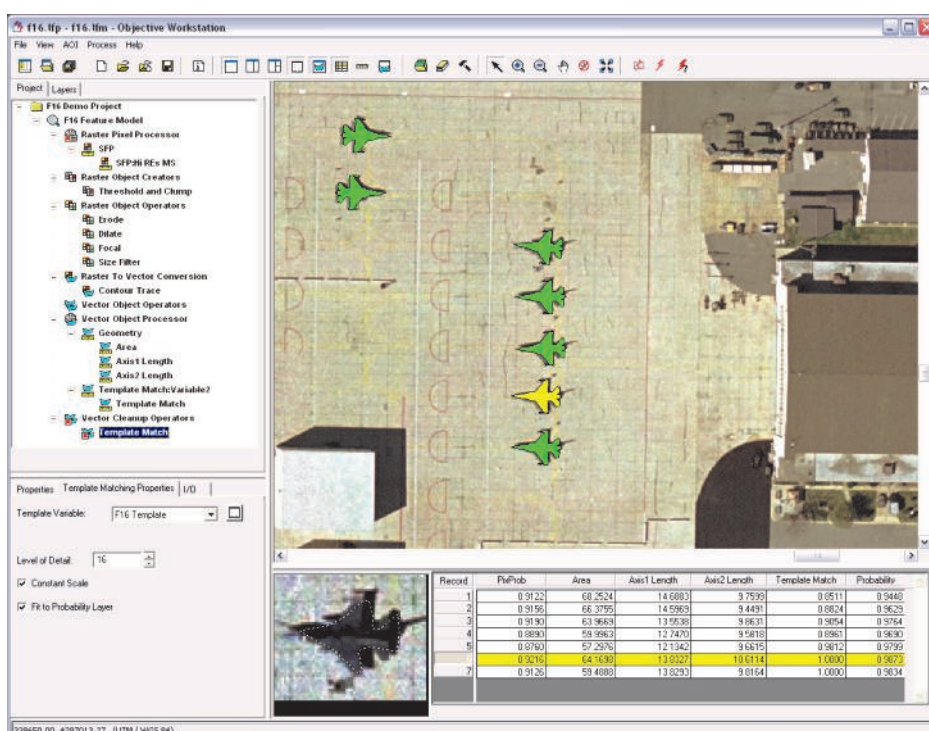 f16.lfp - f16.lfm - Objective Workstation
File View AOI Process Help
Project Layers
F16 Demo Project
F16 Feature Model
Raster Pixel Processor
SFP
SFP:Hi REs MS
Raster Object Creators
Threshold and Clump
Raster Object Operators
Erode
Dilate
Focal
Size Filter
Raster To Vector Conversion
Contour Trace
Vector Object Operators
Vector Object Processor
Geometry
Area
Axis1 Length
Axis2 Length
Template Match:Variable2
Template Match
Vector Cleanup Operators
Template Match
Properties Template Matching Properties I/O
Template Variable: F16 Template
Level of Detail: 16
Constant Scale
Fit to Probability Layer
Record PixProb Area Axis1 Length Axis2 Length Template Match Probability
1 0.9122 68.2524 14.6883 9.7599 0.8511 0.9448
2 0.9156 66.3755 14.5969 9.4491 0.8824 0.9629
3 0.9190 63.9669 13.5538 9.8631 0.9054 0.9764
4 0.8890 59.9963 12.7470 9.5818 0.8961 0.9690
5 0.8760 57.2976 12.1342 9.6615 0.9812 0.9799
0.9216 64.1698 13.8327 10.6114 1.0000 0.9873
7 0.9126 59.4888 13.8293 9.8164 1.0000 0.9834